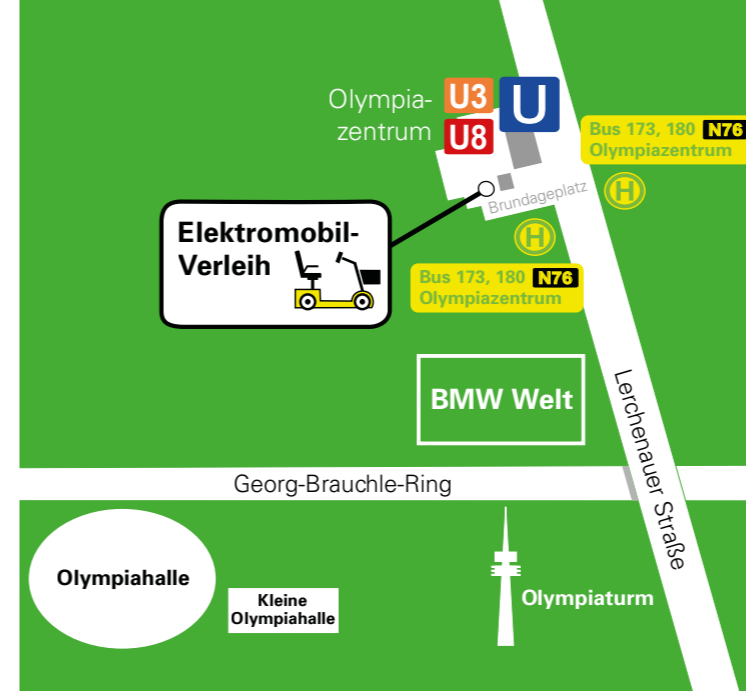 Olympia-
zentrum
U3
U8
U
Bus 173, 180 N76
Olympiazentrum
H
Brundageplatz
Elektromobil-
Verleih
H
Bus 173, 180 N76
Olympiazentrum
BMW Welt
Lerchenauer Straße
Georg-Brauchle-Ring
Olympiahalle
Kleine
Olympiahalle
Olympiaturm